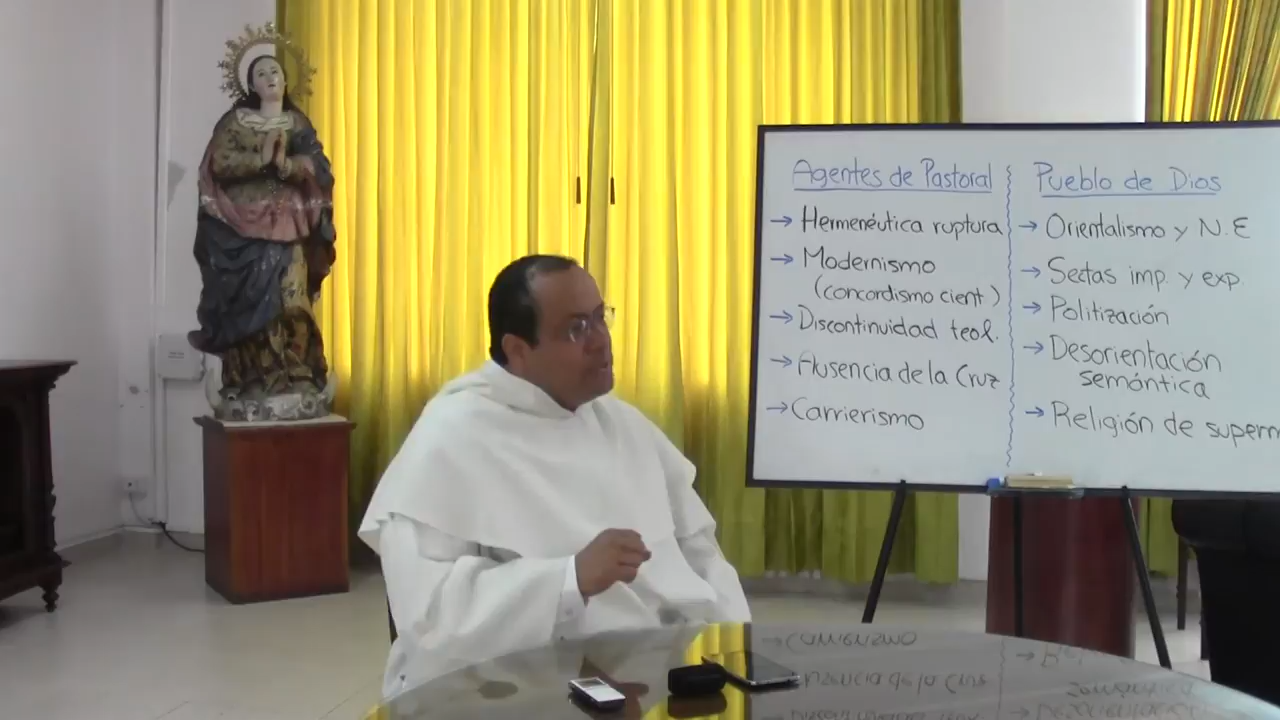 Agentes de Pastoral
→ Hermenéutica ruptura
→ Modernismo
(concordismo cient)
→ Discontinuidad teol.
→ Ausencia de la Cruz
→ Carrierismo
Pueblo de Dios
→ Orientalismo y N.E
→ Sectas imp. y exp.
→ Politización
→ Desorientación
semántica
→ Religión de superm